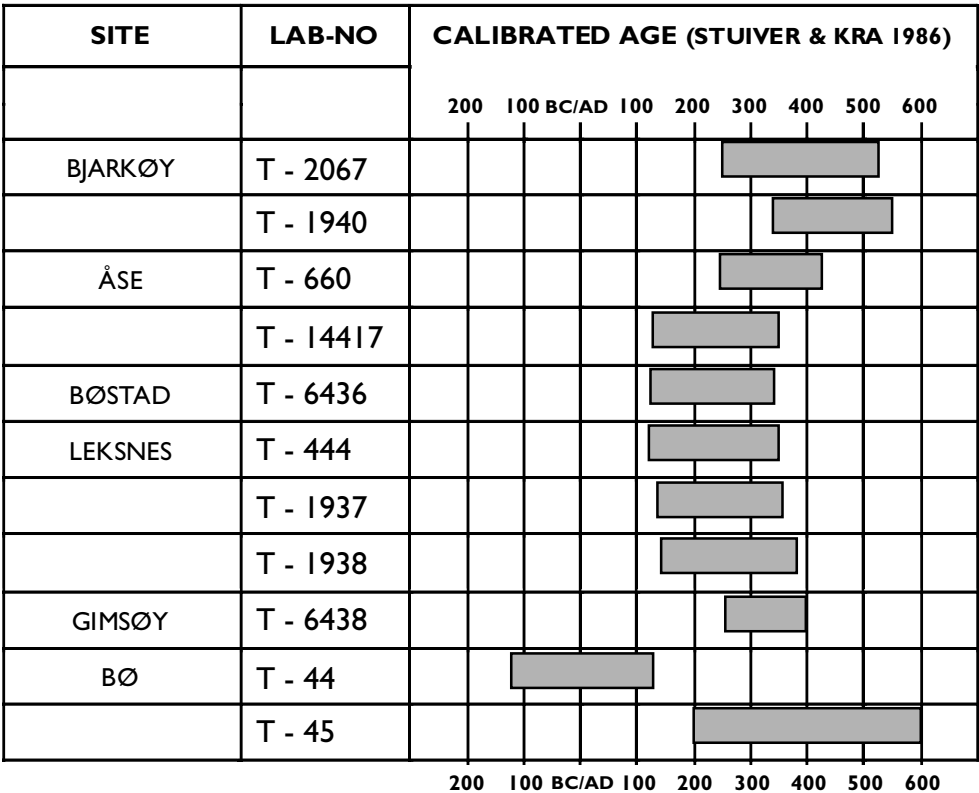 SITE LAB-NO CALIBRATED AGE (STUIVER & KRA 1986)
200 100 BC/AD 100 200 300 400 500 600
BJARKØY T - 2067
T - 1940
ÅSE T - 660
T - 14417
BØSTAD T - 6436
LEKSNES T - 444
T - 1937
T - 1938
GIMSØY T - 6438
BØ T - 44
T - 45
200 100 BC/AD 100 200 300 400 500 600